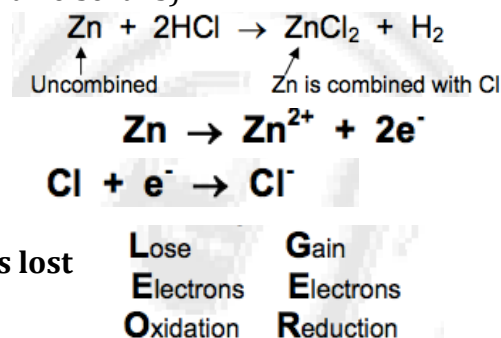 Zn + 2HCl → ZnCl₂ + H₂
Uncombined Zn is combined with Cl
Zn → Zn²⁺ + 2e⁻
Cl + e⁻ → Cl⁻
s lost
Lose Gain
Electrons Electrons
Oxidation Reduction